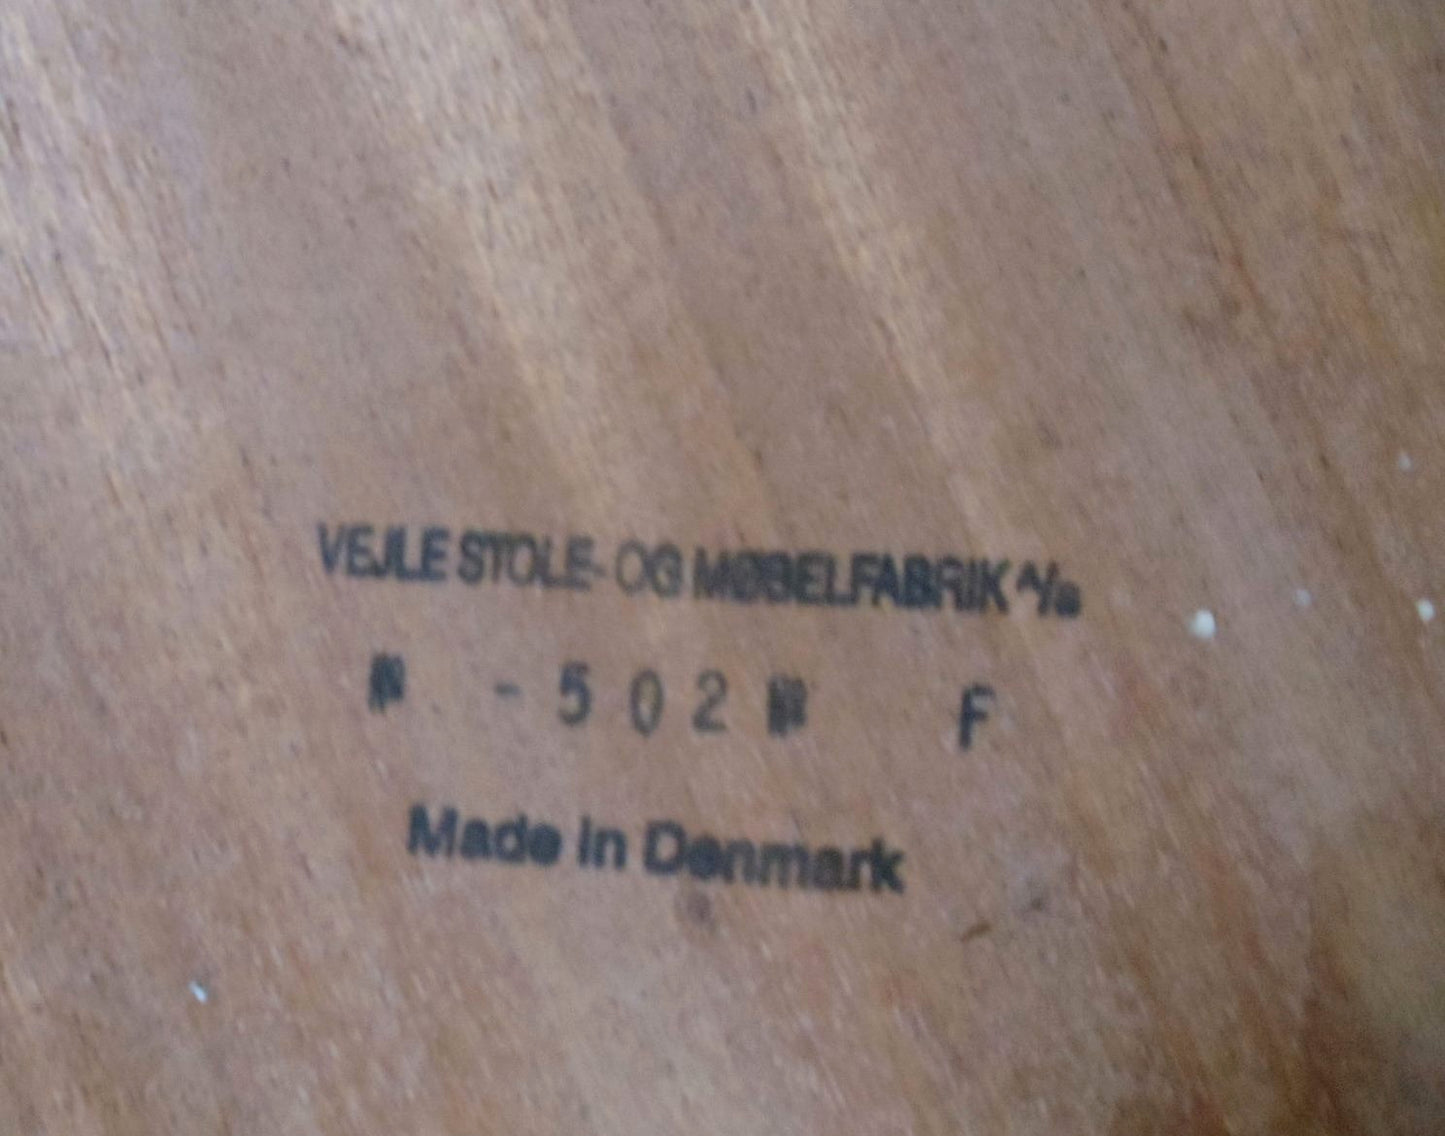 VEJLE STOLE- OG MØBELFABRIK A/S
- 502 F
Made in Denmark